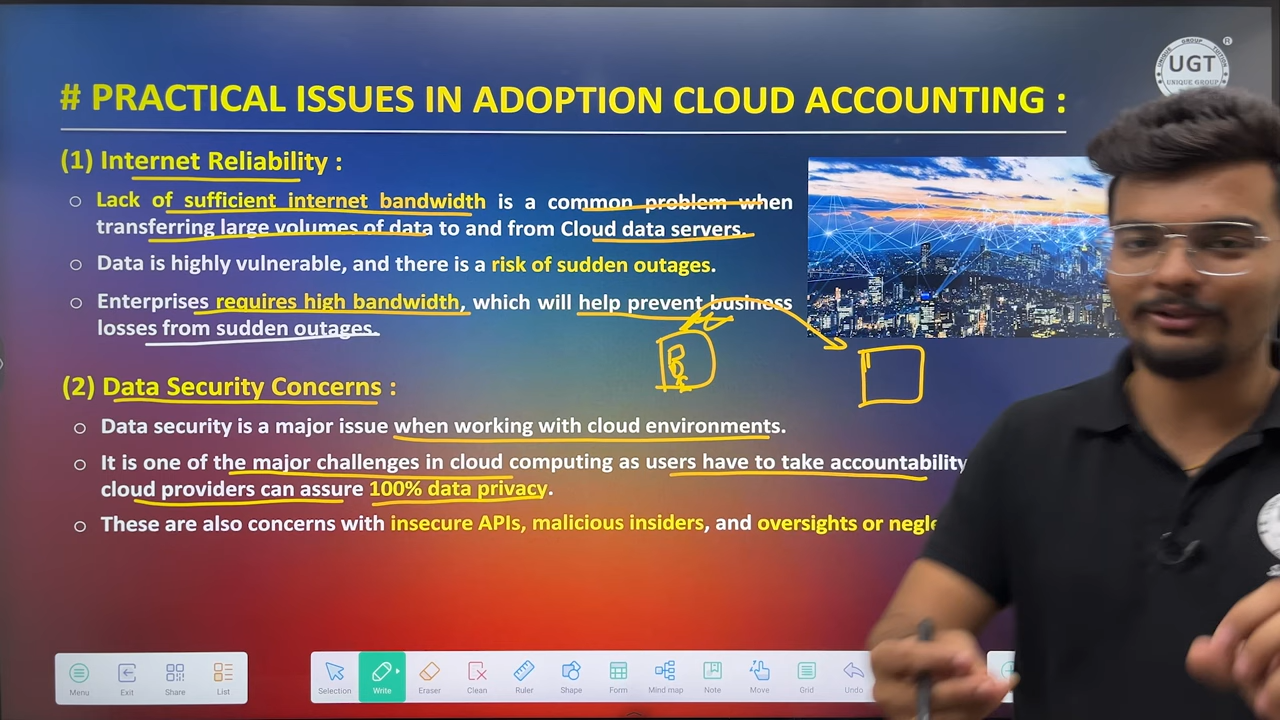 # PRACTICAL ISSUES IN ADOPTION CLOUD ACCOUNTING :
UGT
UNIQUE GROUP
(1) Internet Reliability :
○ Lack of sufficient internet bandwidth is a common problem when
transferring large volumes of data to and from Cloud data servers.
○ Data is highly vulnerable, and there is a risk of sudden outages.
○ Enterprises requires high bandwidth, which will help prevent business
losses from sudden outages.
(2) Data Security Concerns :
○ Data security is a major issue when working with cloud environments.
○ It is one of the major challenges in cloud computing as users have to take accountability
cloud providers can assure 100% data privacy.
○ These are also concerns with insecure APIs, malicious insiders, and oversights or negle
Menu Exit Share List Selection Write Eraser Clean Ruler Shape Form Mind map Note Move Grid Undo